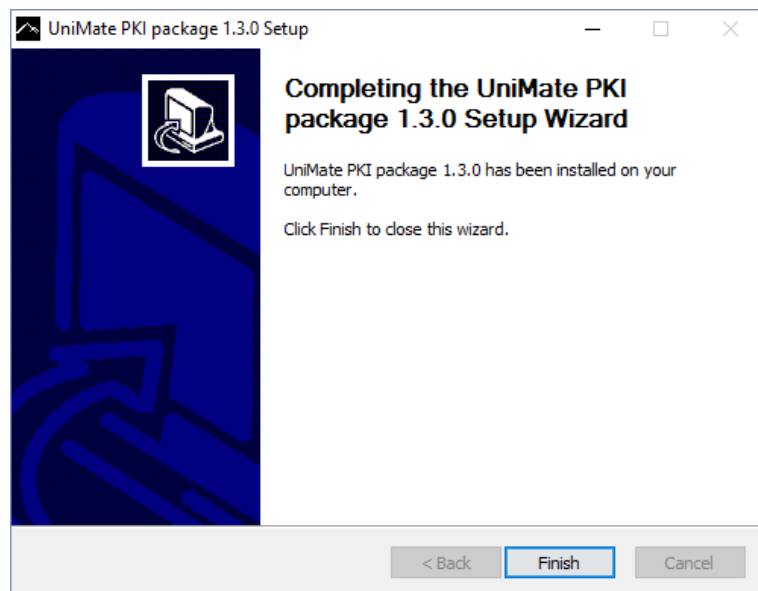 UniMate PKI package 1.3.0 Setup
Completing the UniMate PKI
package 1.3.0 Setup Wizard
UniMate PKI package 1.3.0 has been installed on your
computer.
Click Finish to close this wizard.
< Back
Finish
Cancel